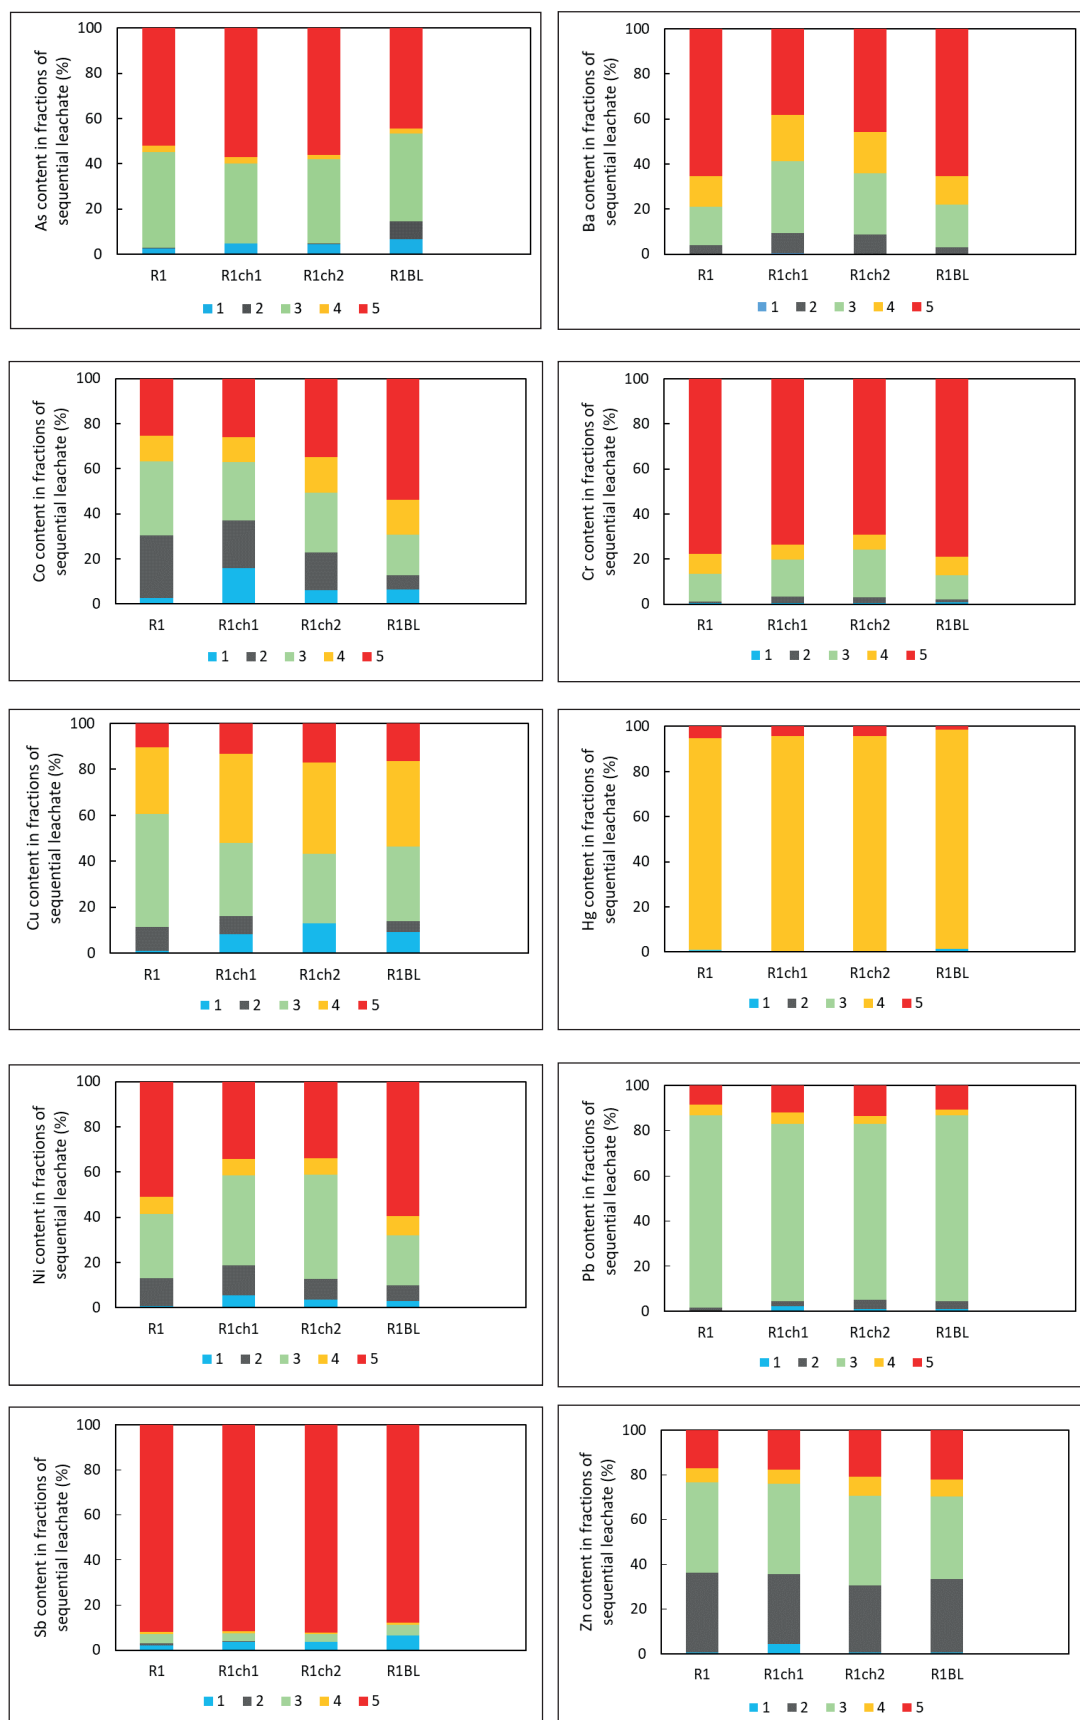 As content in fractions of
sequential leachate (%)
100
80
60
40
20
0
R1 R1ch1 R1ch2 R1BL
1 2 3 4 5
Ba content in fractions of
sequential leachate (%)
100
80
60
40
20
0
R1 R1ch1 R1ch2 R1BL
1 2 3 4 5
Co content in fractions of
sequential leachate (%)
100
80
60
40
20
0
R1 R1ch1 R1ch2 R1BL
1 2 3 4 5
Cr content in fractions of
sequential leachate (%)
100
80
60
40
20
0
R1 R1ch1 R1ch2 R1BL
1 2 3 4 5
Cu content in fractions of
sequential leachate (%)
100
80
60
40
20
0
R1 R1ch1 R1ch2 R1BL
1 2 3 4 5
Hg content in fractions of
sequential leachate (%)
100
80
60
40
20
0
R1 R1ch1 R1ch2 R1BL
1 2 3 4 5
Ni content in fractions of
sequential leachate (%)
100
80
60
40
20
0
R1 R1ch1 R1ch2 R1BL
1 2 3 4 5
Pb content in fractions of
sequential leachate (%)
100
80
60
40
20
0
R1 R1ch1 R1ch2 R1BL
1 2 3 4 5
Sb content in fractions of
sequential leachate (%)
100
80
60
40
20
0
R1 R1ch1 R1ch2 R1BL
1 2 3 4 5
Zn content in fractions of
sequential leachate (%)
100
80
60
40
20
0
R1 R1ch1 R1ch2 R1BL
1 2 3 4 5